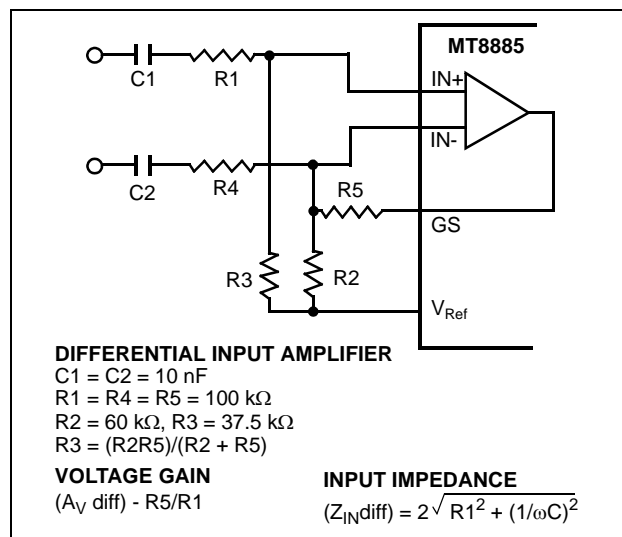 MT8885
C1
R1
IN+
IN-
C2
R4
R5
GS
R3
R2
VRef
DIFFERENTIAL INPUT AMPLIFIER
C1 = C2 = 10 nF
R1 = R4 = R5 = 100 kΩ
R2 = 60 kΩ, R3 = 37.5 kΩ
R3 = (R2R5)/(R2 + R5)
VOLTAGE GAIN
(AV diff) - R5/R1
INPUT IMPEDANCE
(ZINdiff) = 2√R1² + (1/ωC)²